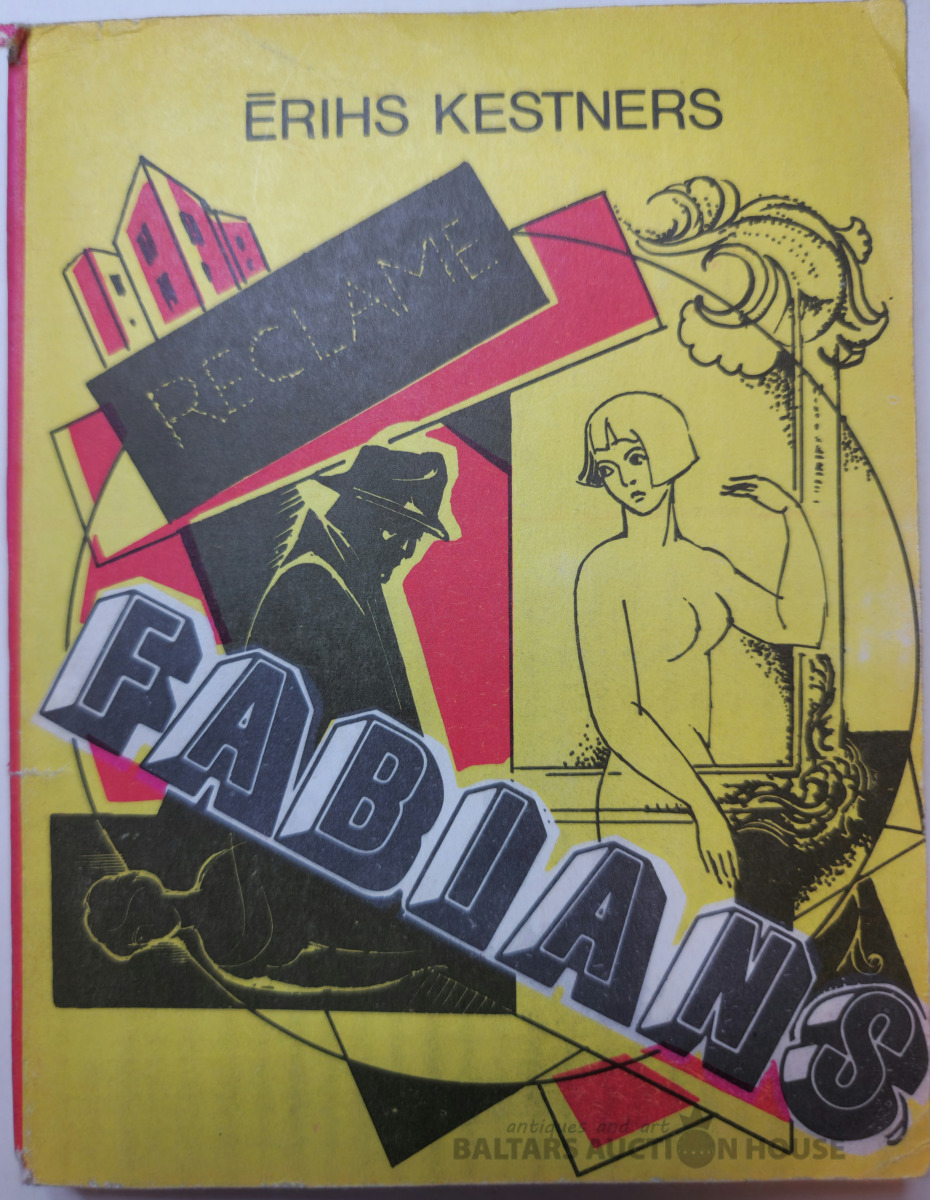 ĒRIHS KESTNERS
RECLAME
FABIANS
antiques and art
BALTARS AUCTION HOUSE